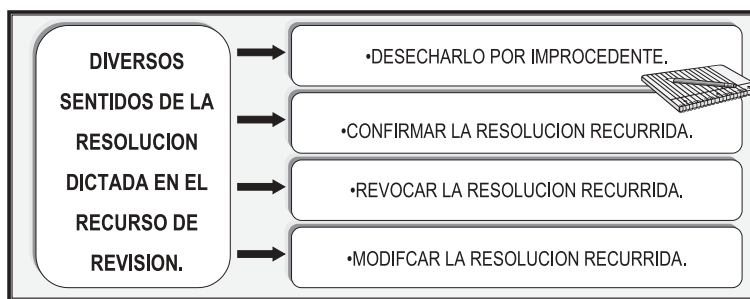 DIVERSOS
SENTIDOS DE LA
RESOLUCION
DICTADA EN EL
RECURSO DE
REVISION.
•DESECHARLO POR IMPROCEDENTE.
•CONFIRMAR LA RESOLUCION RECURRIDA.
•REVOCAR LA RESOLUCION RECURRIDA.
•MODIFCAR LA RESOLUCION RECURRIDA.